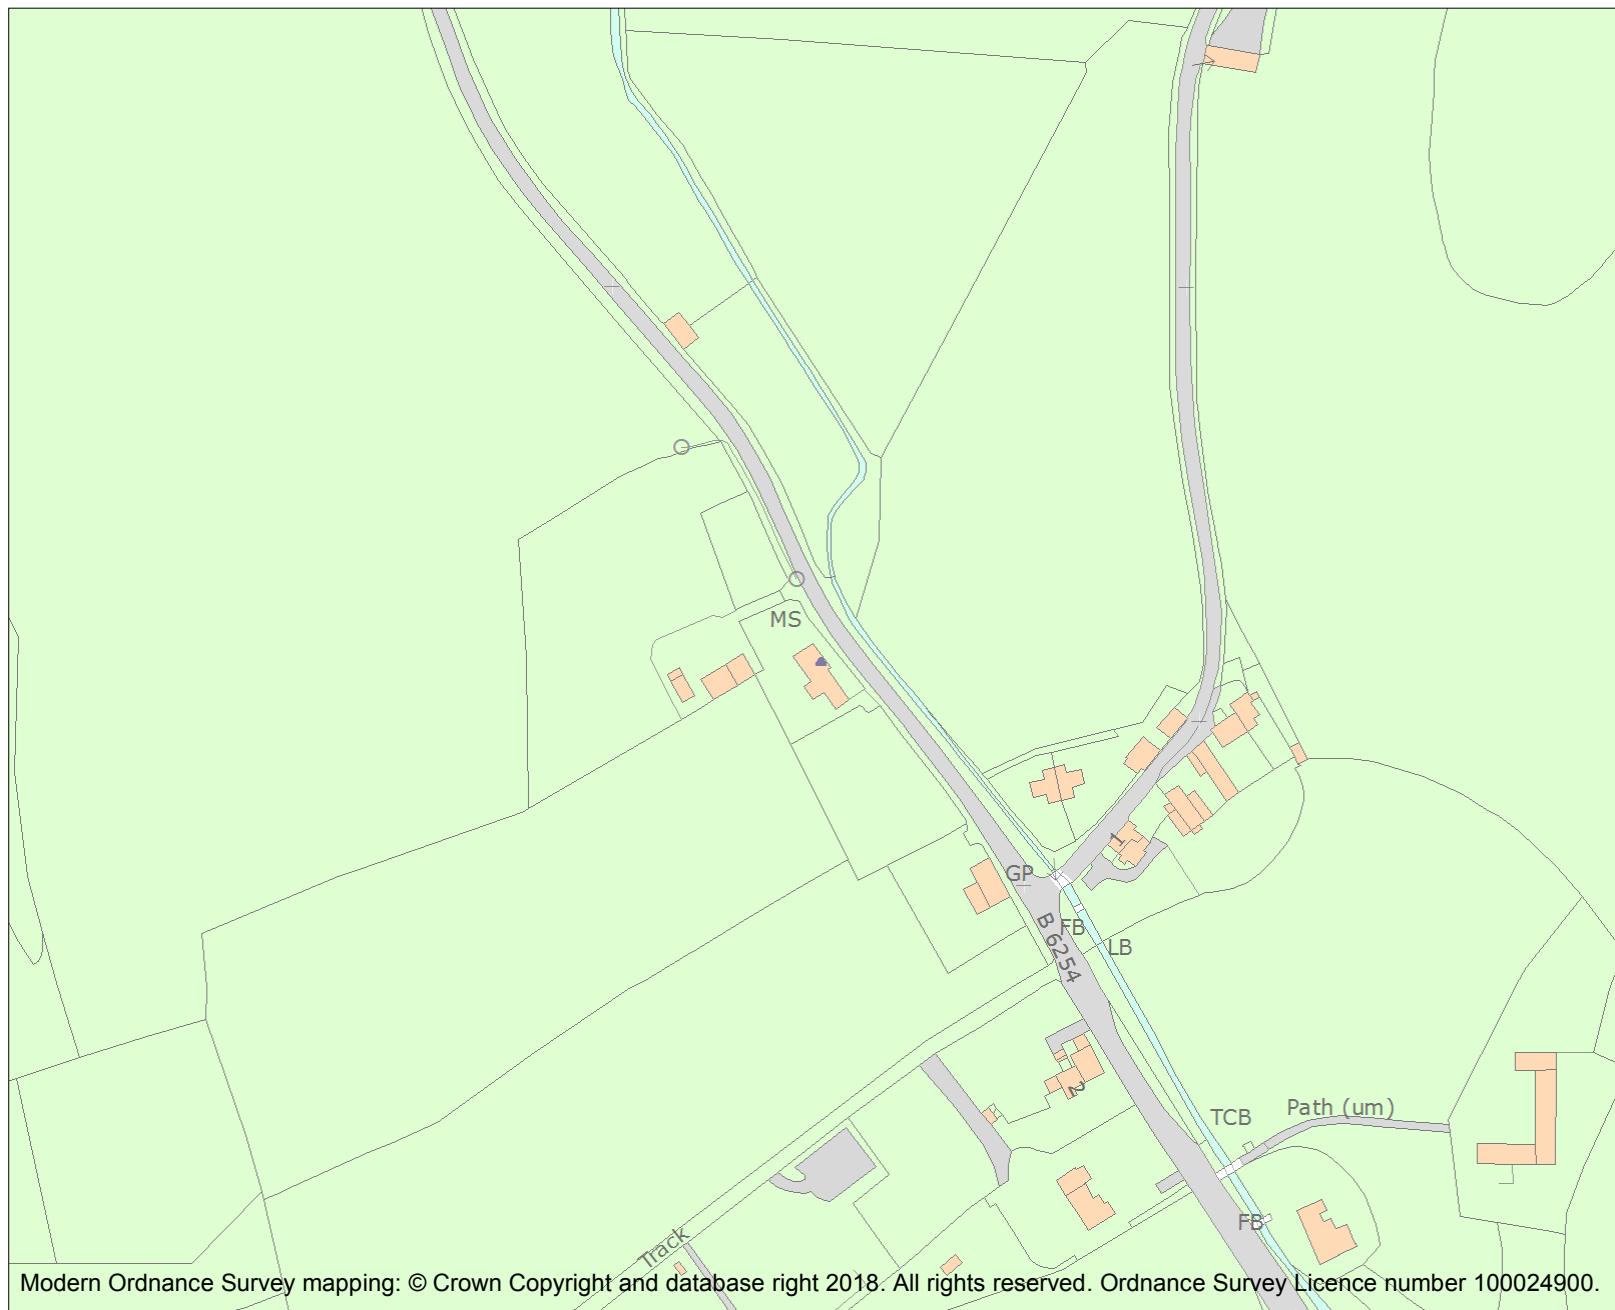 MS
GP
1
FB
LB
B 6254
2
TCB
Path (um)
FB
Track
Modern Ordnance Survey mapping: © Crown Copyright and database right 2018. All rights reserved. Ordnance Survey Licence number 100024900.